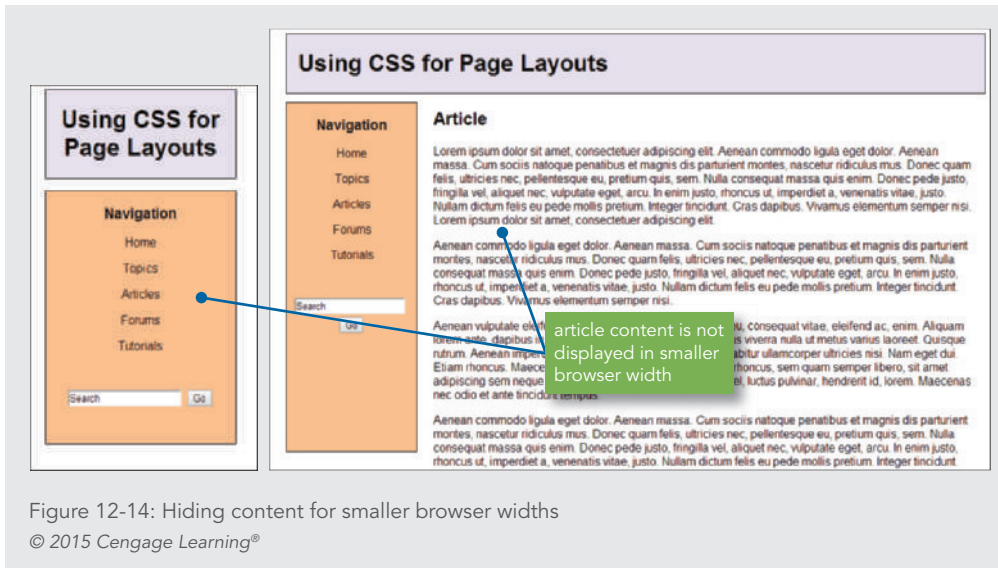 Using CSS for
Page Layouts
Navigation
Home
Topics
Articles
Forums
Tutorials
Search Go
Using CSS for Page Layouts
Navigation
Home
Topics
Articles
Forums
Tutorials
Search
Go
Article
Lorem ipsum dolor sit amet, consectetuer adipiscing elit. Aenean commodo ligula eget dolor. Aenean
massa. Cum sociis natoque penatibus et magnis dis parturient montes, nascetur ridiculus mus. Donec quam
felis, ultricies nec, pellentesque eu, pretium quis, sem. Nulla consequat massa quis enim. Donec pede justo,
fringilla vel, aliquet nec, vulputate eget, arcu. In enim justo, rhoncus ut, imperdiet a, venenatis vitae, justo.
Nullam dictum felis eu pede mollis pretium. Integer tincidunt. Cras dapibus. Vivamus elementum semper nisi.
Lorem ipsum dolor sit amet, consectetuer adipiscing elit.
Aenean commodo ligula eget dolor. Aenean massa. Cum sociis natoque penatibus et magnis dis parturient
montes, nascetur ridiculus mus. Donec quam felis, ultricies nec, pellentesque eu, pretium quis, sem. Nulla
consequat massa quis enim. Donec pede justo, fringilla vel, aliquet nec, vulputate eget, arcu. In enim justo,
rhoncus ut, imperdiet a, venenatis vitae, justo. Nullam dictum felis eu pede mollis pretium. Integer tincidunt.
Cras dapibus. Vivamus elementum semper nisi.
Aenean vulputate consequat vitae, eleifend ac, enim. Aliquam
lorem ante, dapibus viverra nulla ut metus varius laoreet. Quisque
rutrum. Aenean ullamcorper ultricies nisi. Nam eget dui.
Etiam rhoncus. rhoncus, sem quam semper libero, sit amet
adipiscing sem neque luctus pulvinar, hendrerit id, lorem. Maecenas
nec odio et ante tincidunt tempus.
Aenean commodo ligula eget dolor. Aenean massa. Cum sociis natoque penatibus et magnis dis parturient
montes, nascetur ridiculus mus. Donec quam felis, ultricies nec, pellentesque eu, pretium quis, sem. Nulla
consequat massa quis enim. Donec pede justo, fringilla vel, aliquet nec, vulputate eget, arcu. In enim justo,
rhoncus ut, imperdiet a, venenatis vitae, justo. Nullam dictum felis eu pede mollis pretium. Integer tincidunt.
article content is not
displayed in smaller
browser width
Figure 12-14: Hiding content for smaller browser widths
© 2015 Cengage Learning®